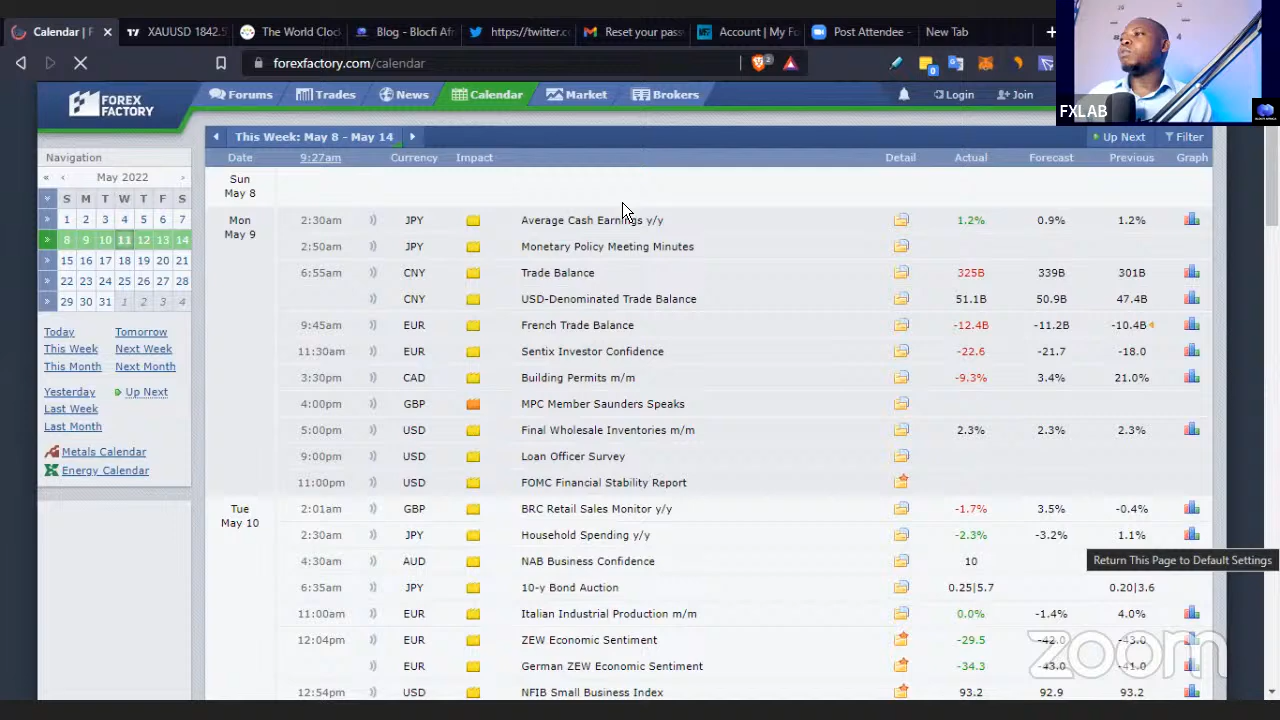 Calendar | F
XAUUSD 1842.5
The World Cloc
Blog - Blocfi Afr
https://twitter.c
Reset your pass
Account | My Fu
Post Attendee -
New Tab
forexfactory.com/calendar
2
0
FXLAB
FOREX FACTORY
Forums Trades News Calendar Market Brokers Login Join
This Week: May 8 - May 14 Up Next Filter
Date 9:27am Currency Impact Detail Actual Forecast Previous Graph
Navigation
« ‹ May 2022 ›
S M T W T F S
» 1 2 3 4 5 6 7
» 8 9 10 11 12 13 14
» 15 16 17 18 19 20 21
» 22 23 24 25 26 27 28
» 29 30 31 1 2 3 4
Today Tomorrow
This Week Next Week
This Month Next Month
Yesterday Up Next
Last Week
Last Month
Metals Calendar
Energy Calendar
Sun
May 8
Mon
May 9
2:30am JPY Average Cash Earnings y/y 1.2% 0.9% 1.2%
2:50am JPY Monetary Policy Meeting Minutes
6:55am CNY Trade Balance 325B 339B 301B
CNY USD-Denominated Trade Balance 51.1B 50.9B 47.4B
9:45am EUR French Trade Balance -12.4B -11.2B -10.4B
11:30am EUR Sentix Investor Confidence -22.6 -21.7 -18.0
3:30pm CAD Building Permits m/m -9.3% 3.4% 21.0%
4:00pm GBP MPC Member Saunders Speaks
5:00pm USD Final Wholesale Inventories m/m 2.3% 2.3% 2.3%
9:00pm USD Loan Officer Survey
11:00pm USD FOMC Financial Stability Report
Tue
May 10
2:01am GBP BRC Retail Sales Monitor y/y -1.7% 3.5% -0.4%
2:30am JPY Household Spending y/y -2.3% -3.2% 1.1%
4:30am AUD NAB Business Confidence 10
Return This Page to Default Settings
6:35am JPY 10-y Bond Auction 0.25|5.7 0.20|3.6
11:00am EUR Italian Industrial Production m/m 0.0% -1.4% 4.0%
12:04pm EUR ZEW Economic Sentiment -29.5 -42.0 -43.0
EUR German ZEW Economic Sentiment -34.3 -43.0 -41.0
12:54pm USD NFIB Small Business Index 93.2 92.9 93.2
zoom